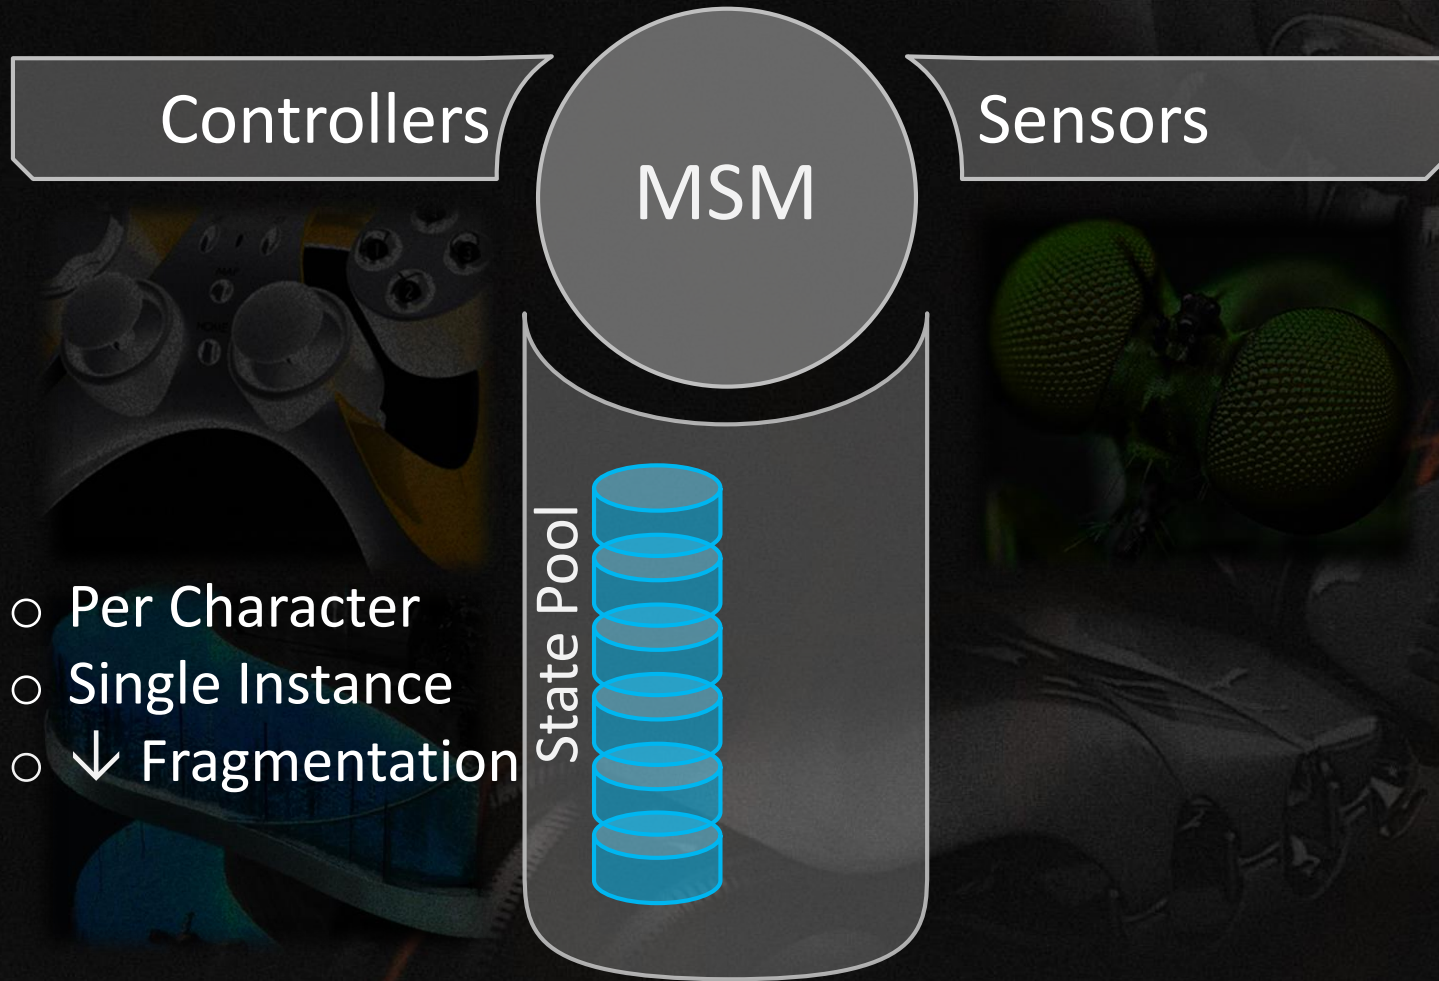 Controllers
MSM
Sensors
○ Per Character
○ Single Instance
○ ↓ Fragmentation
State Pool